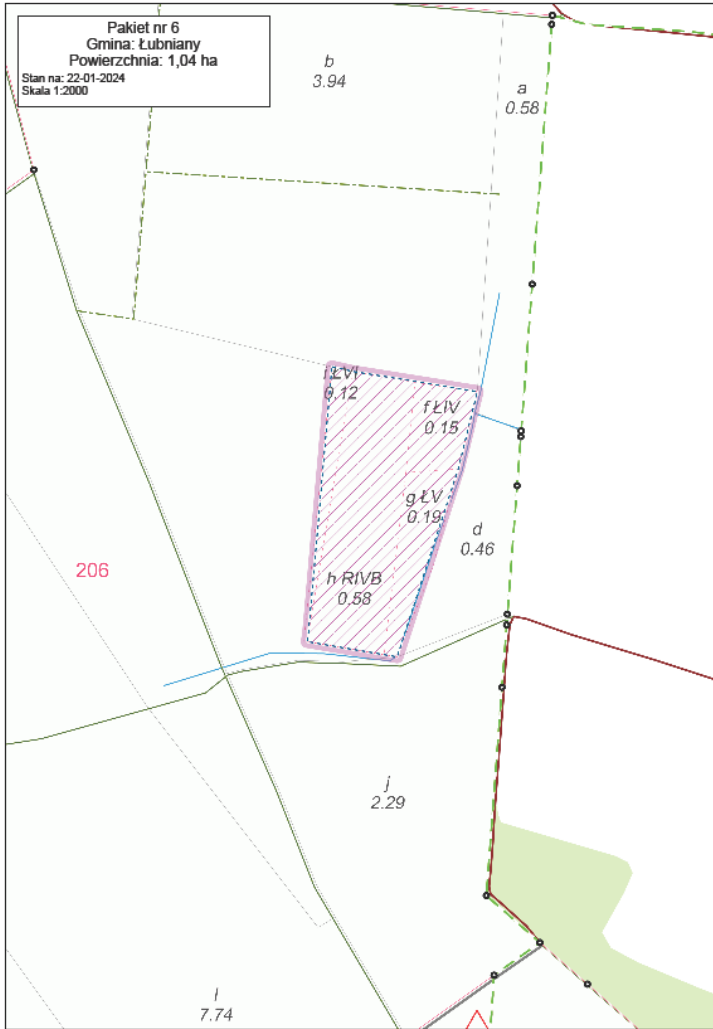 Pakiet nr 6
Gmina: Łubniany
Powierzchnia: 1,04 ha
Stan na: 22-01-2024
Skala 1:2000
b
3.94
a
0.58
i ŁVI
0.12
f ŁIV
0.15
g ŁV
0.19
d
0.46
206
h RIVB
0.58
j
2.29
l
7.74